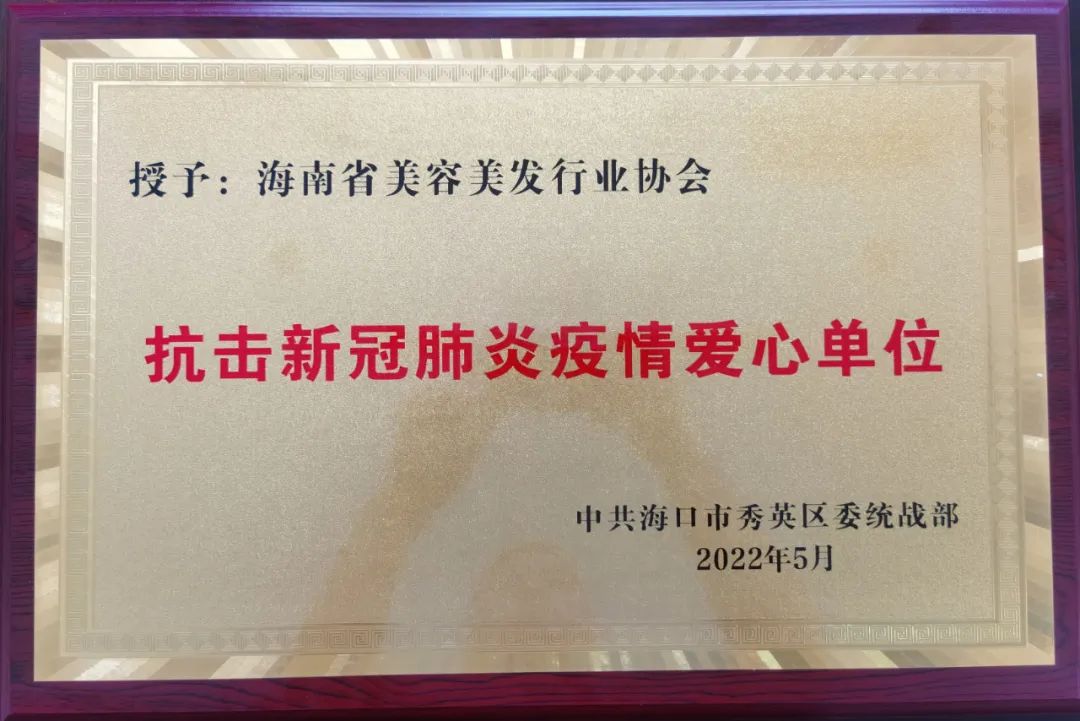 授予：海南省美容美发行业协会
抗击新冠肺炎疫情爱心单位
中共海口市秀英区委统战部
2022年5月